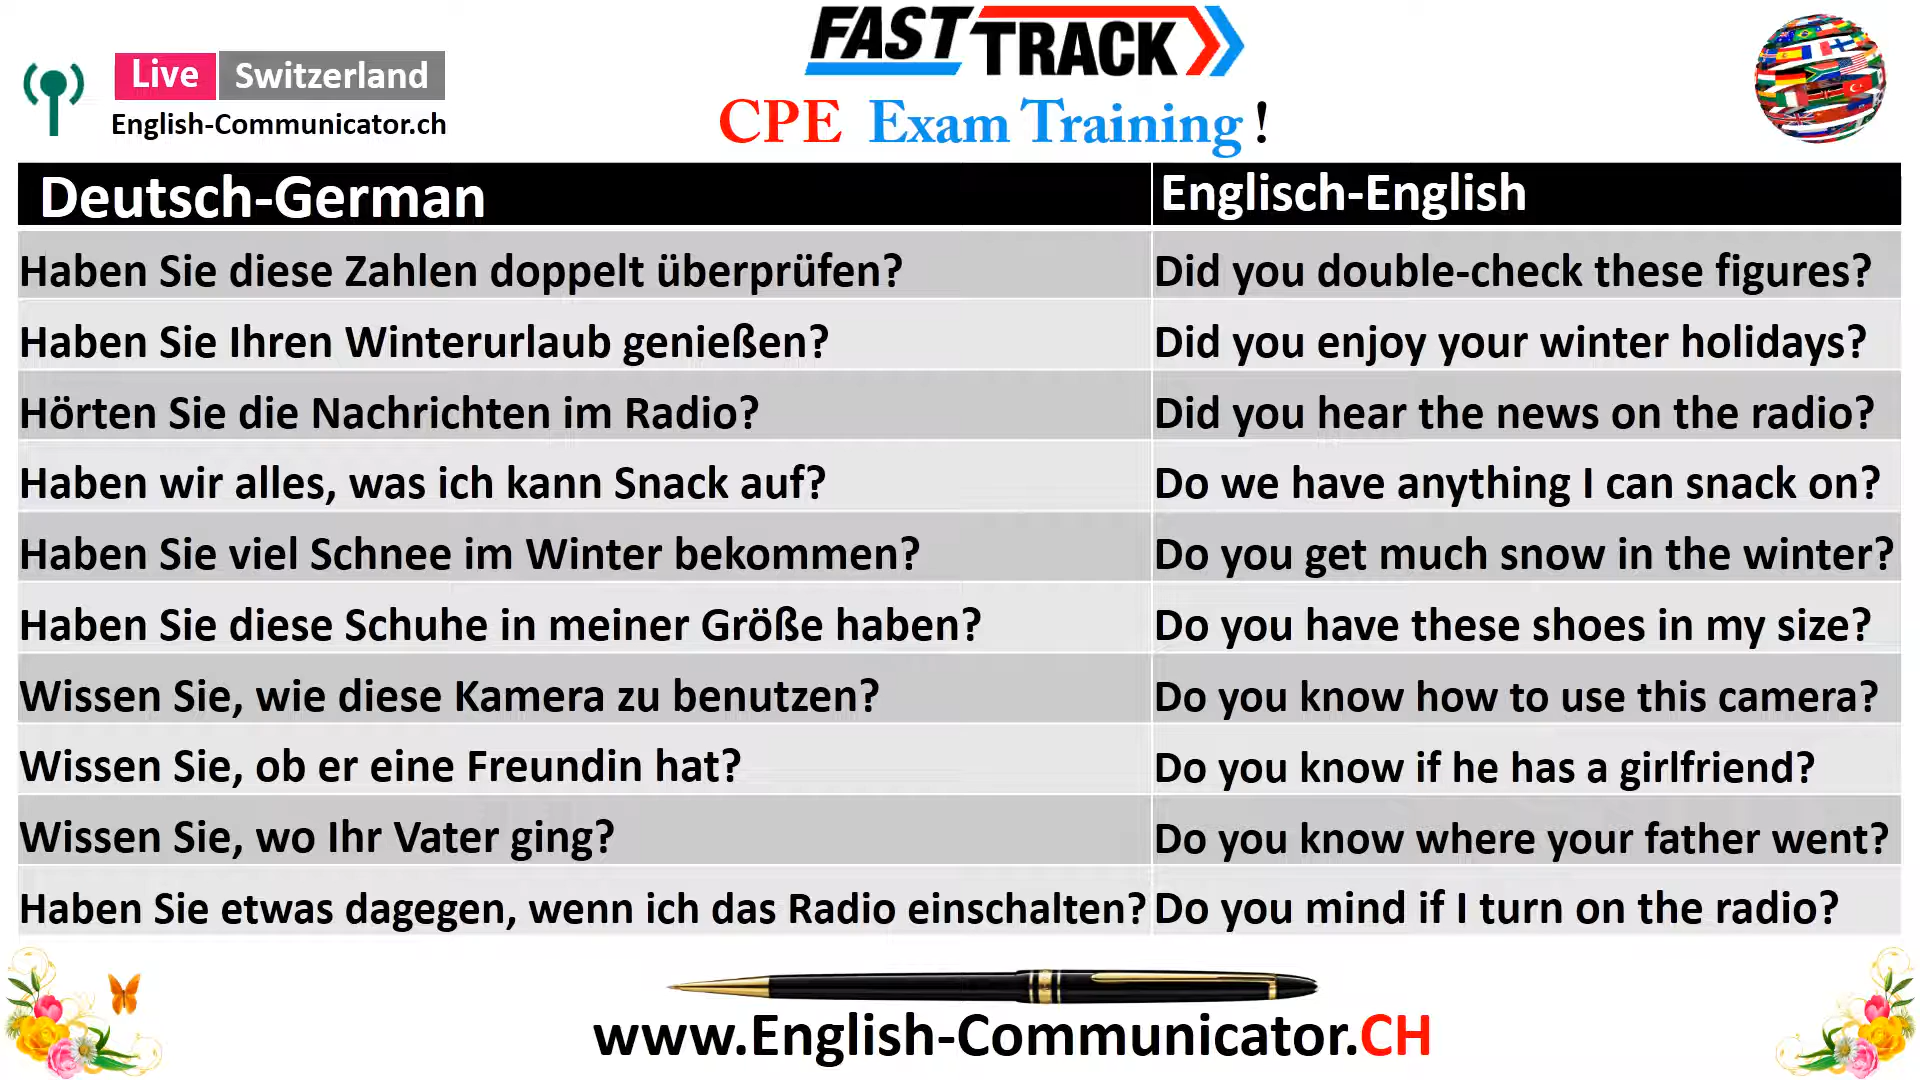 FAST TRACK
Live Switzerland
English-Communicator.ch
CPE Exam Training !
Deutsch-German Englisch-English
Haben Sie diese Zahlen doppelt überprüfen? Did you double-check these figures?
Haben Sie Ihren Winterurlaub genießen? Did you enjoy your winter holidays?
Hörten Sie die Nachrichten im Radio? Did you hear the news on the radio?
Haben wir alles, was ich kann Snack auf? Do we have anything I can snack on?
Haben Sie viel Schnee im Winter bekommen? Do you get much snow in the winter?
Haben Sie diese Schuhe in meiner Größe haben? Do you have these shoes in my size?
Wissen Sie, wie diese Kamera zu benutzen? Do you know how to use this camera?
Wissen Sie, ob er eine Freundin hat? Do you know if he has a girlfriend?
Wissen Sie, wo Ihr Vater ging? Do you know where your father went?
Haben Sie etwas dagegen, wenn ich das Radio einschalten? Do you mind if I turn on the radio?
www.English-Communicator.CH